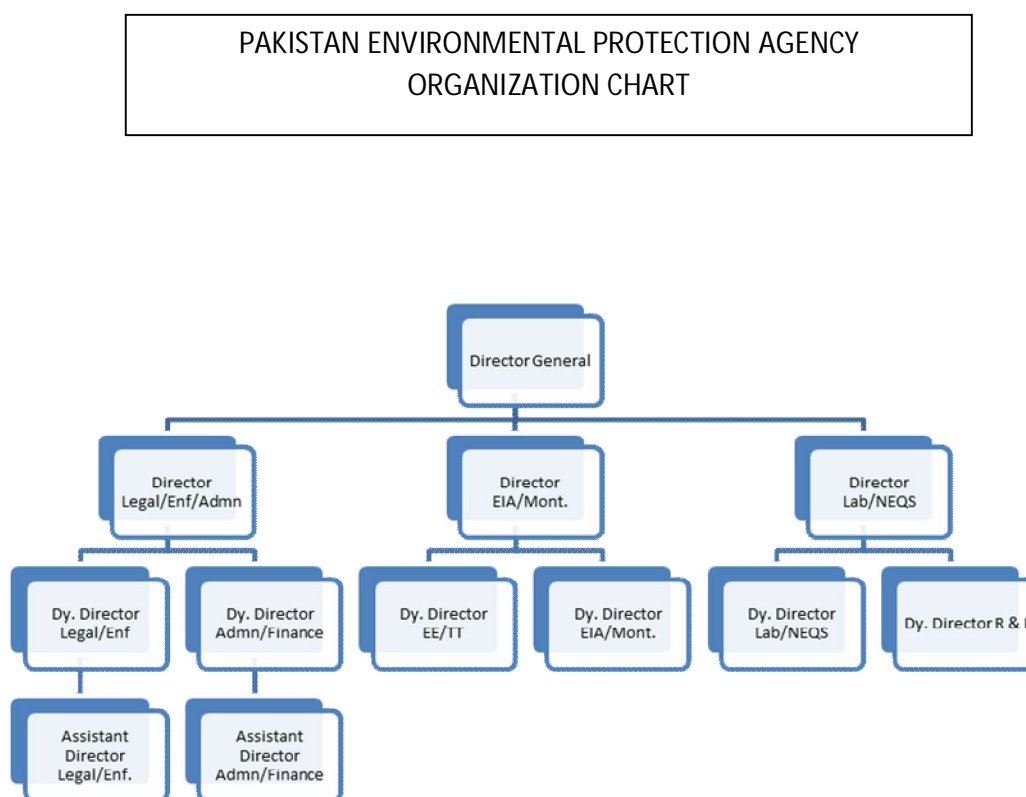 PAKISTAN ENVIRONMENTAL PROTECTION AGENCY
ORGANIZATION CHART
Director General
Director
Legal/Enf/Admn
Director
EIA/Mont.
Director
Lab/NEQS
Dy. Director
Legal/Enf
Dy. Director
Admn/Finance
Dy. Director
EE/TT
Dy. Director
EIA/Mont.
Dy. Director
Lab/NEQS
Dy. Director R &
Assistant
Director
Legal/Enf.
Assistant
Director
Admn/Finance